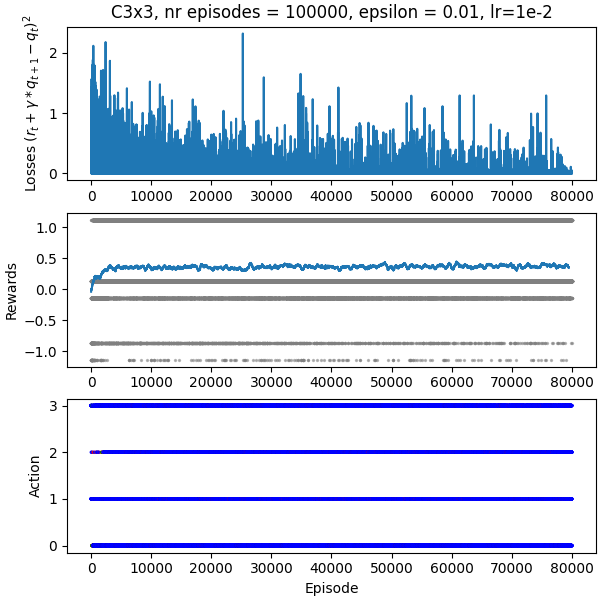 C3x3, nr episodes = 100000, epsilon = 0.01, lr=1e-2
Losses $(r_t + \gamma * q_{t+1} - q_t)^2$
2
1
0
0 10000 20000 30000 40000 50000 60000 70000 80000
Rewards
1.0
0.5
0.0
−0.5
−1.0
0 10000 20000 30000 40000 50000 60000 70000 80000
Action
3
2
1
0
0 10000 20000 30000 40000 50000 60000 70000 80000
Episode